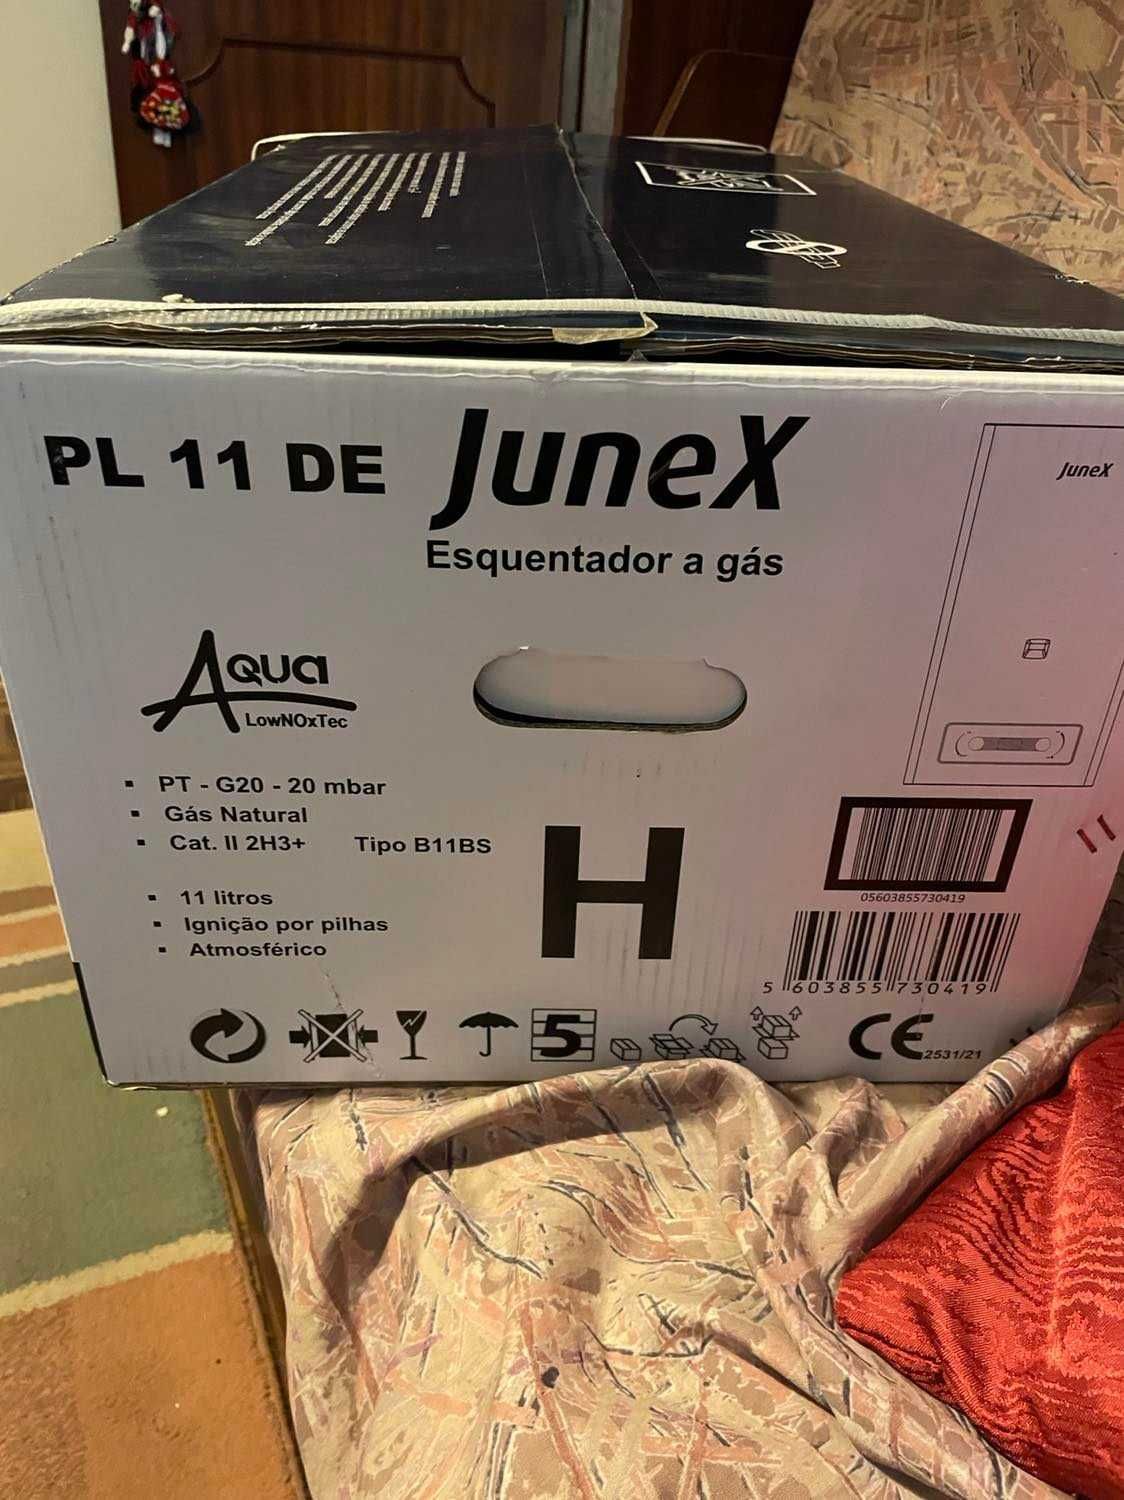 PL 11 DE JuneX
JuneX
Esquentador a gás
Aqua
LowNOxTec
PT - G20 - 20 mbar
Gás Natural
Cat. II 2H3+ Tipo B11BS
11 litros
Ignição por pilhas
Atmosférico
H
05603855730419
5 603855 730419
5
CE 2531/21